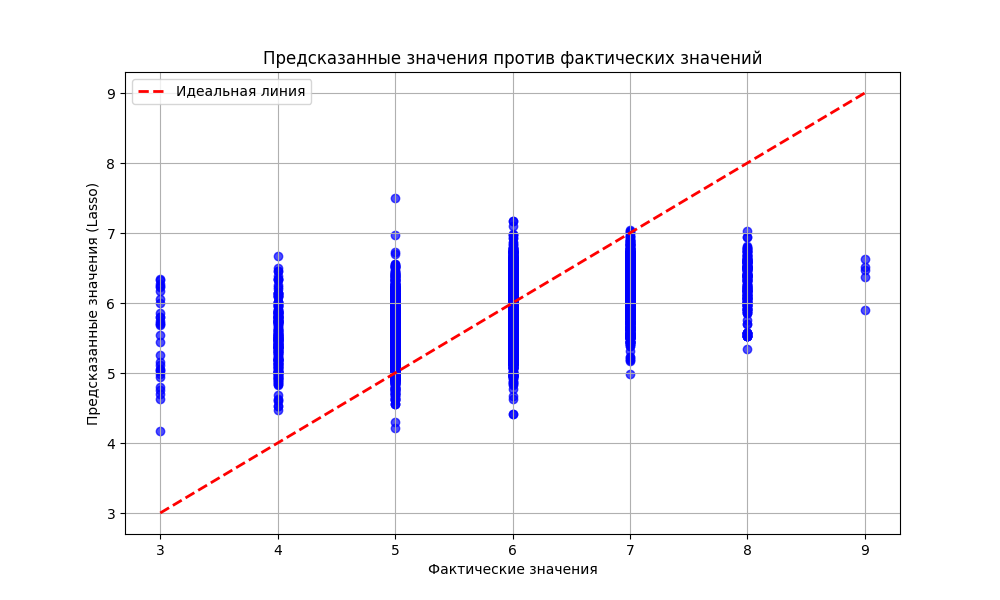 Предсказанные значения против фактических значений
Идеальная линия
Предсказанные значения (Lasso)
9
8
7
6
5
4
3
3 4 5 6 7 8 9
Фактические значения